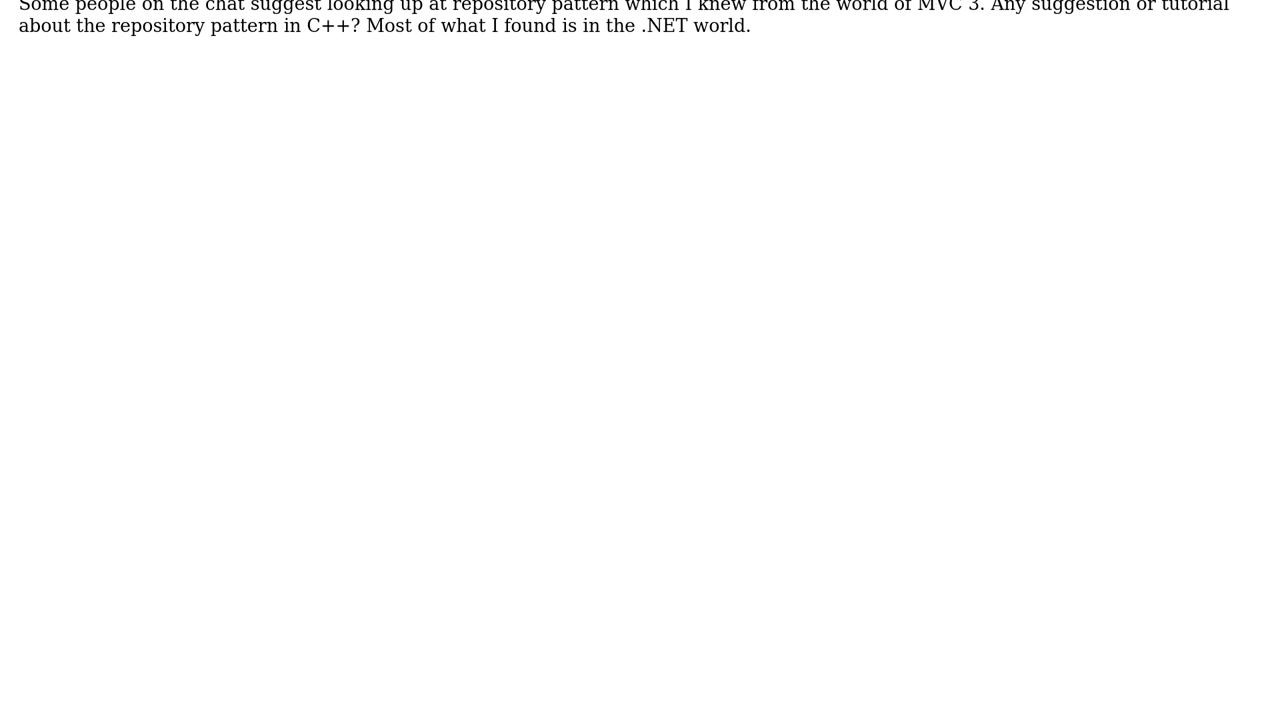 Some people on the chat suggest looking up at repository pattern which I knew from the world of MVC 3. Any suggestion or tutorial
about the repository pattern in C++? Most of what I found is in the .NET world.